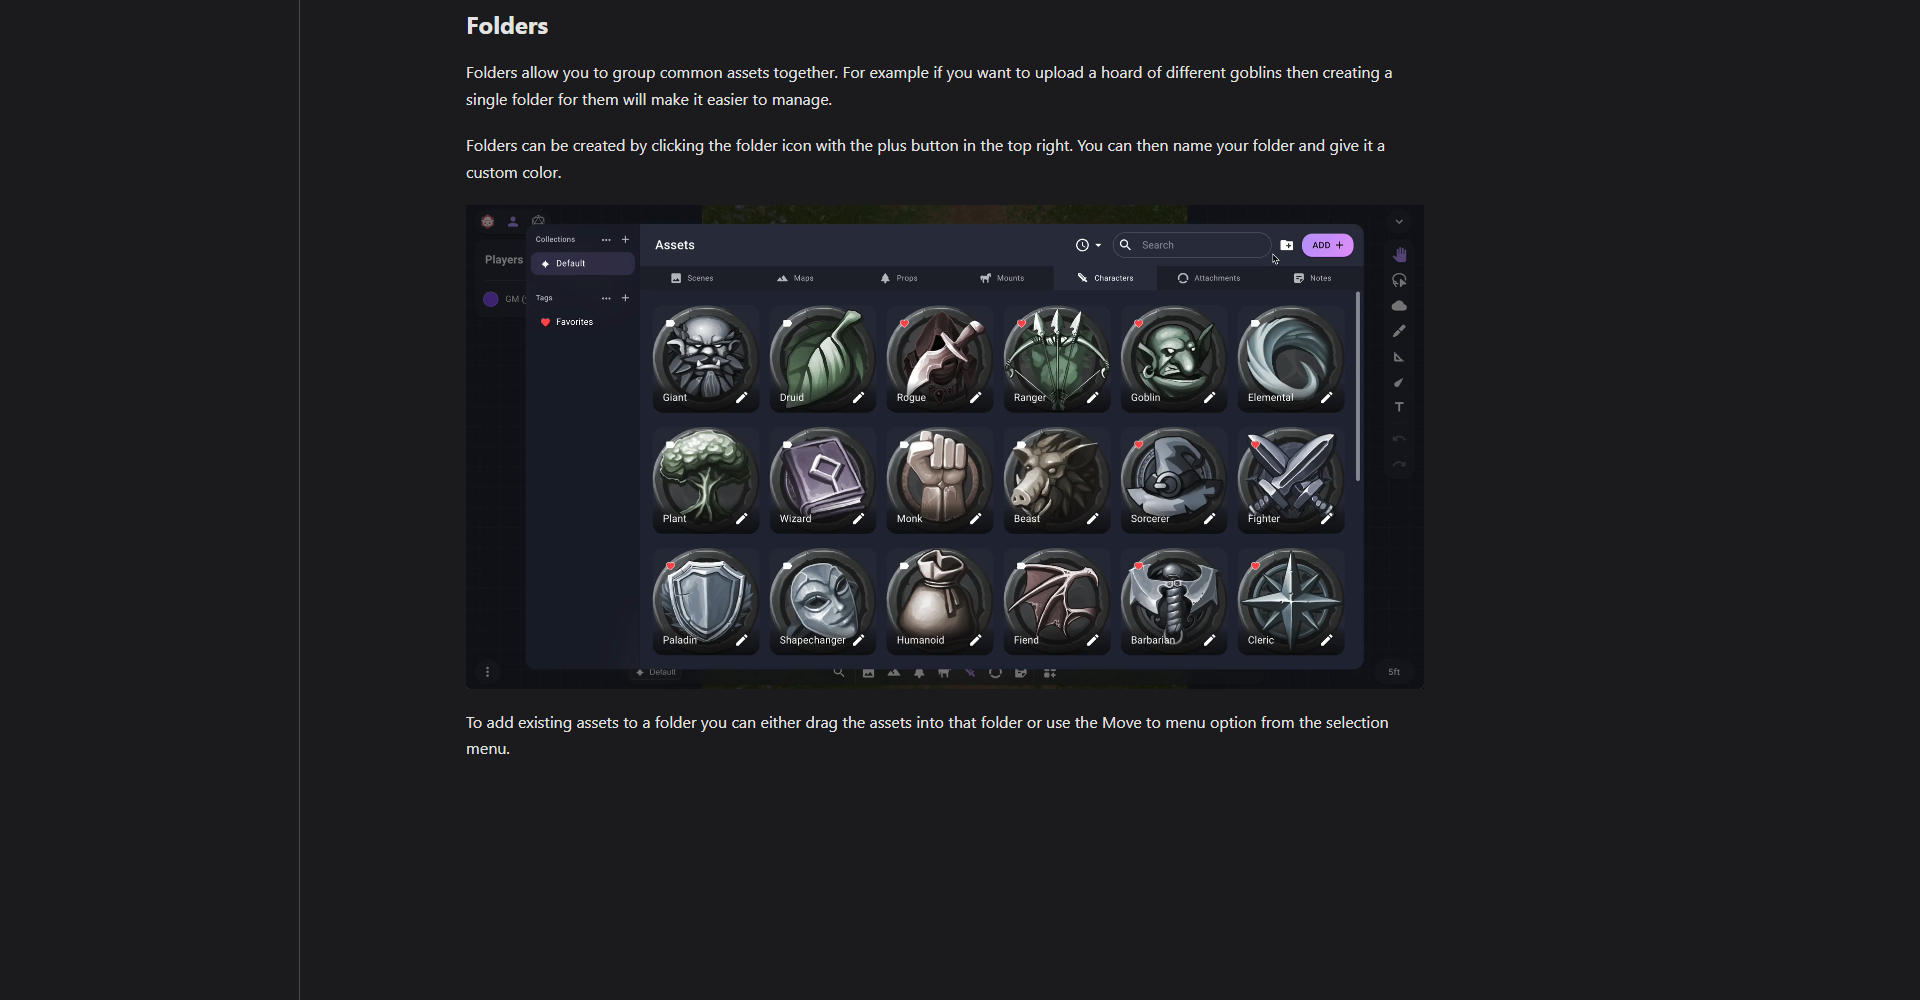 Folders
Folders allow you to group common assets together. For example if you want to upload a hoard of different goblins then creating a
single folder for them will make it easier to manage.
Folders can be created by clicking the folder icon with the plus button in the top right. You can then name your folder and give it a
custom color.
Collections
Default
Tags
Favorites
Players
GM (
Assets
Search
ADD +
Scenes
Maps
Props
Mounts
Characters
Attachments
Notes
Giant
Druid
Rogue
Ranger
Goblin
Elemental
Plant
Wizard
Monk
Beast
Sorcerer
Fighter
Paladin
Shapechanger
Humanoid
Fiend
Barbarian
Cleric
Default
5ft
To add existing assets to a folder you can either drag the assets into that folder or use the Move to menu option from the selection
menu.